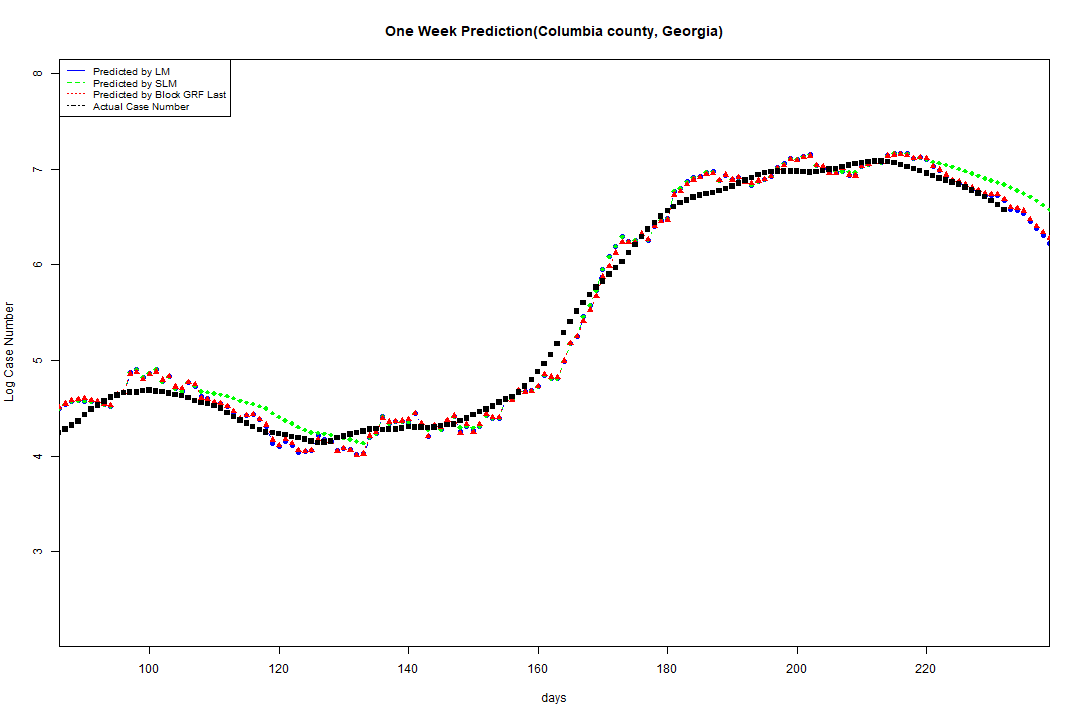 One Week Prediction(Columbia county, Georgia)
Predicted by LM
Predicted by SLM
Predicted by Block GRF Last
Actual Case Number
8
7
6
5
4
3
Log Case Number
100 120 140 160 180 200 220
days